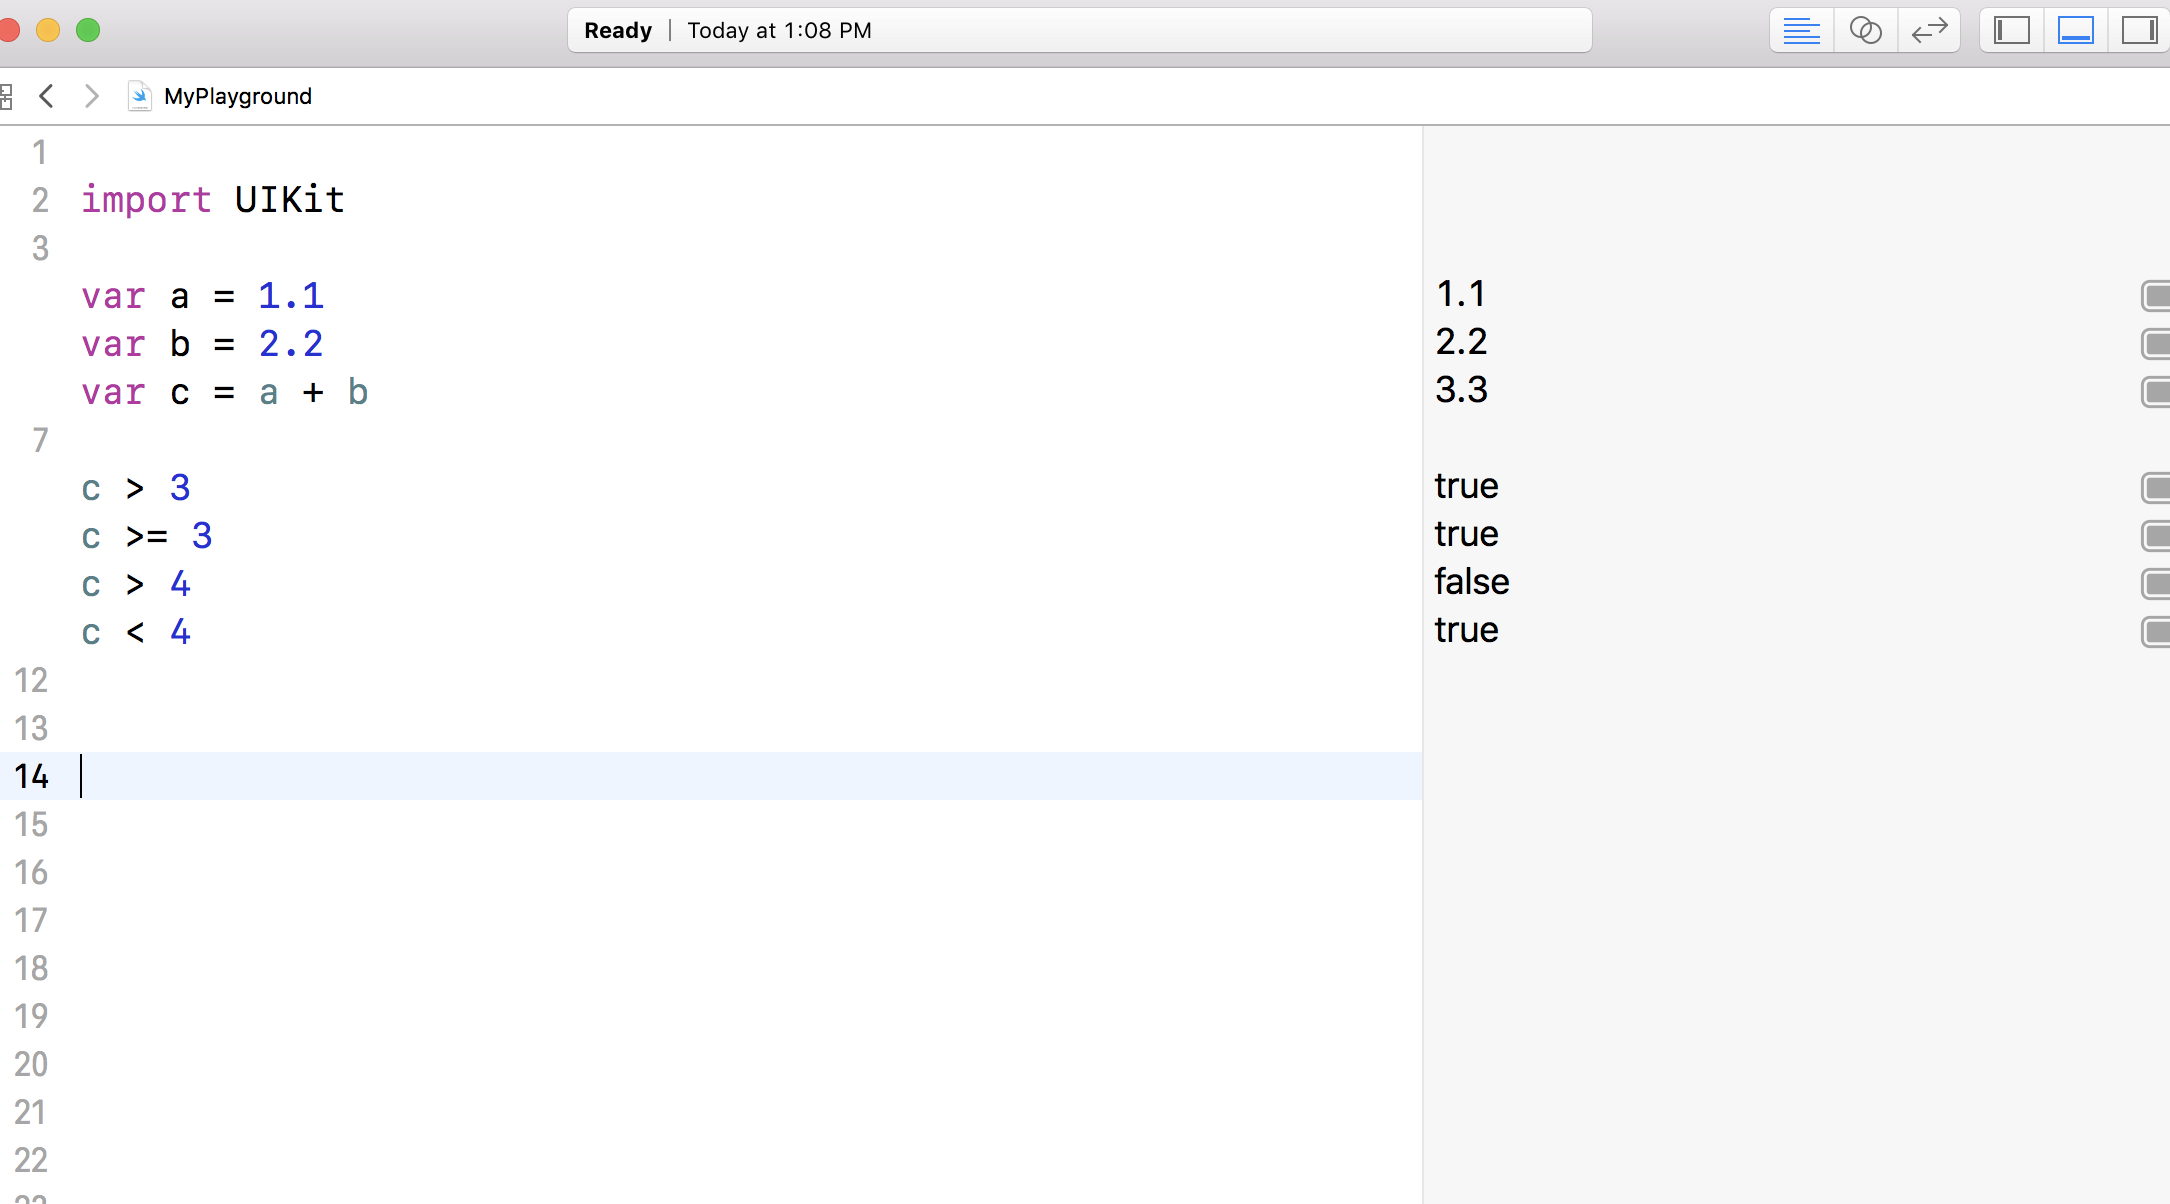 Ready | Today at 1:08 PM
MyPlayground
1
2 import UIKit
3
var a = 1.1 1.1
var b = 2.2 2.2
var c = a + b 3.3
7
c > 3 true
c >= 3 true
c > 4 false
c < 4 true
12
13
14
15
16
17
18
19
20
21
22